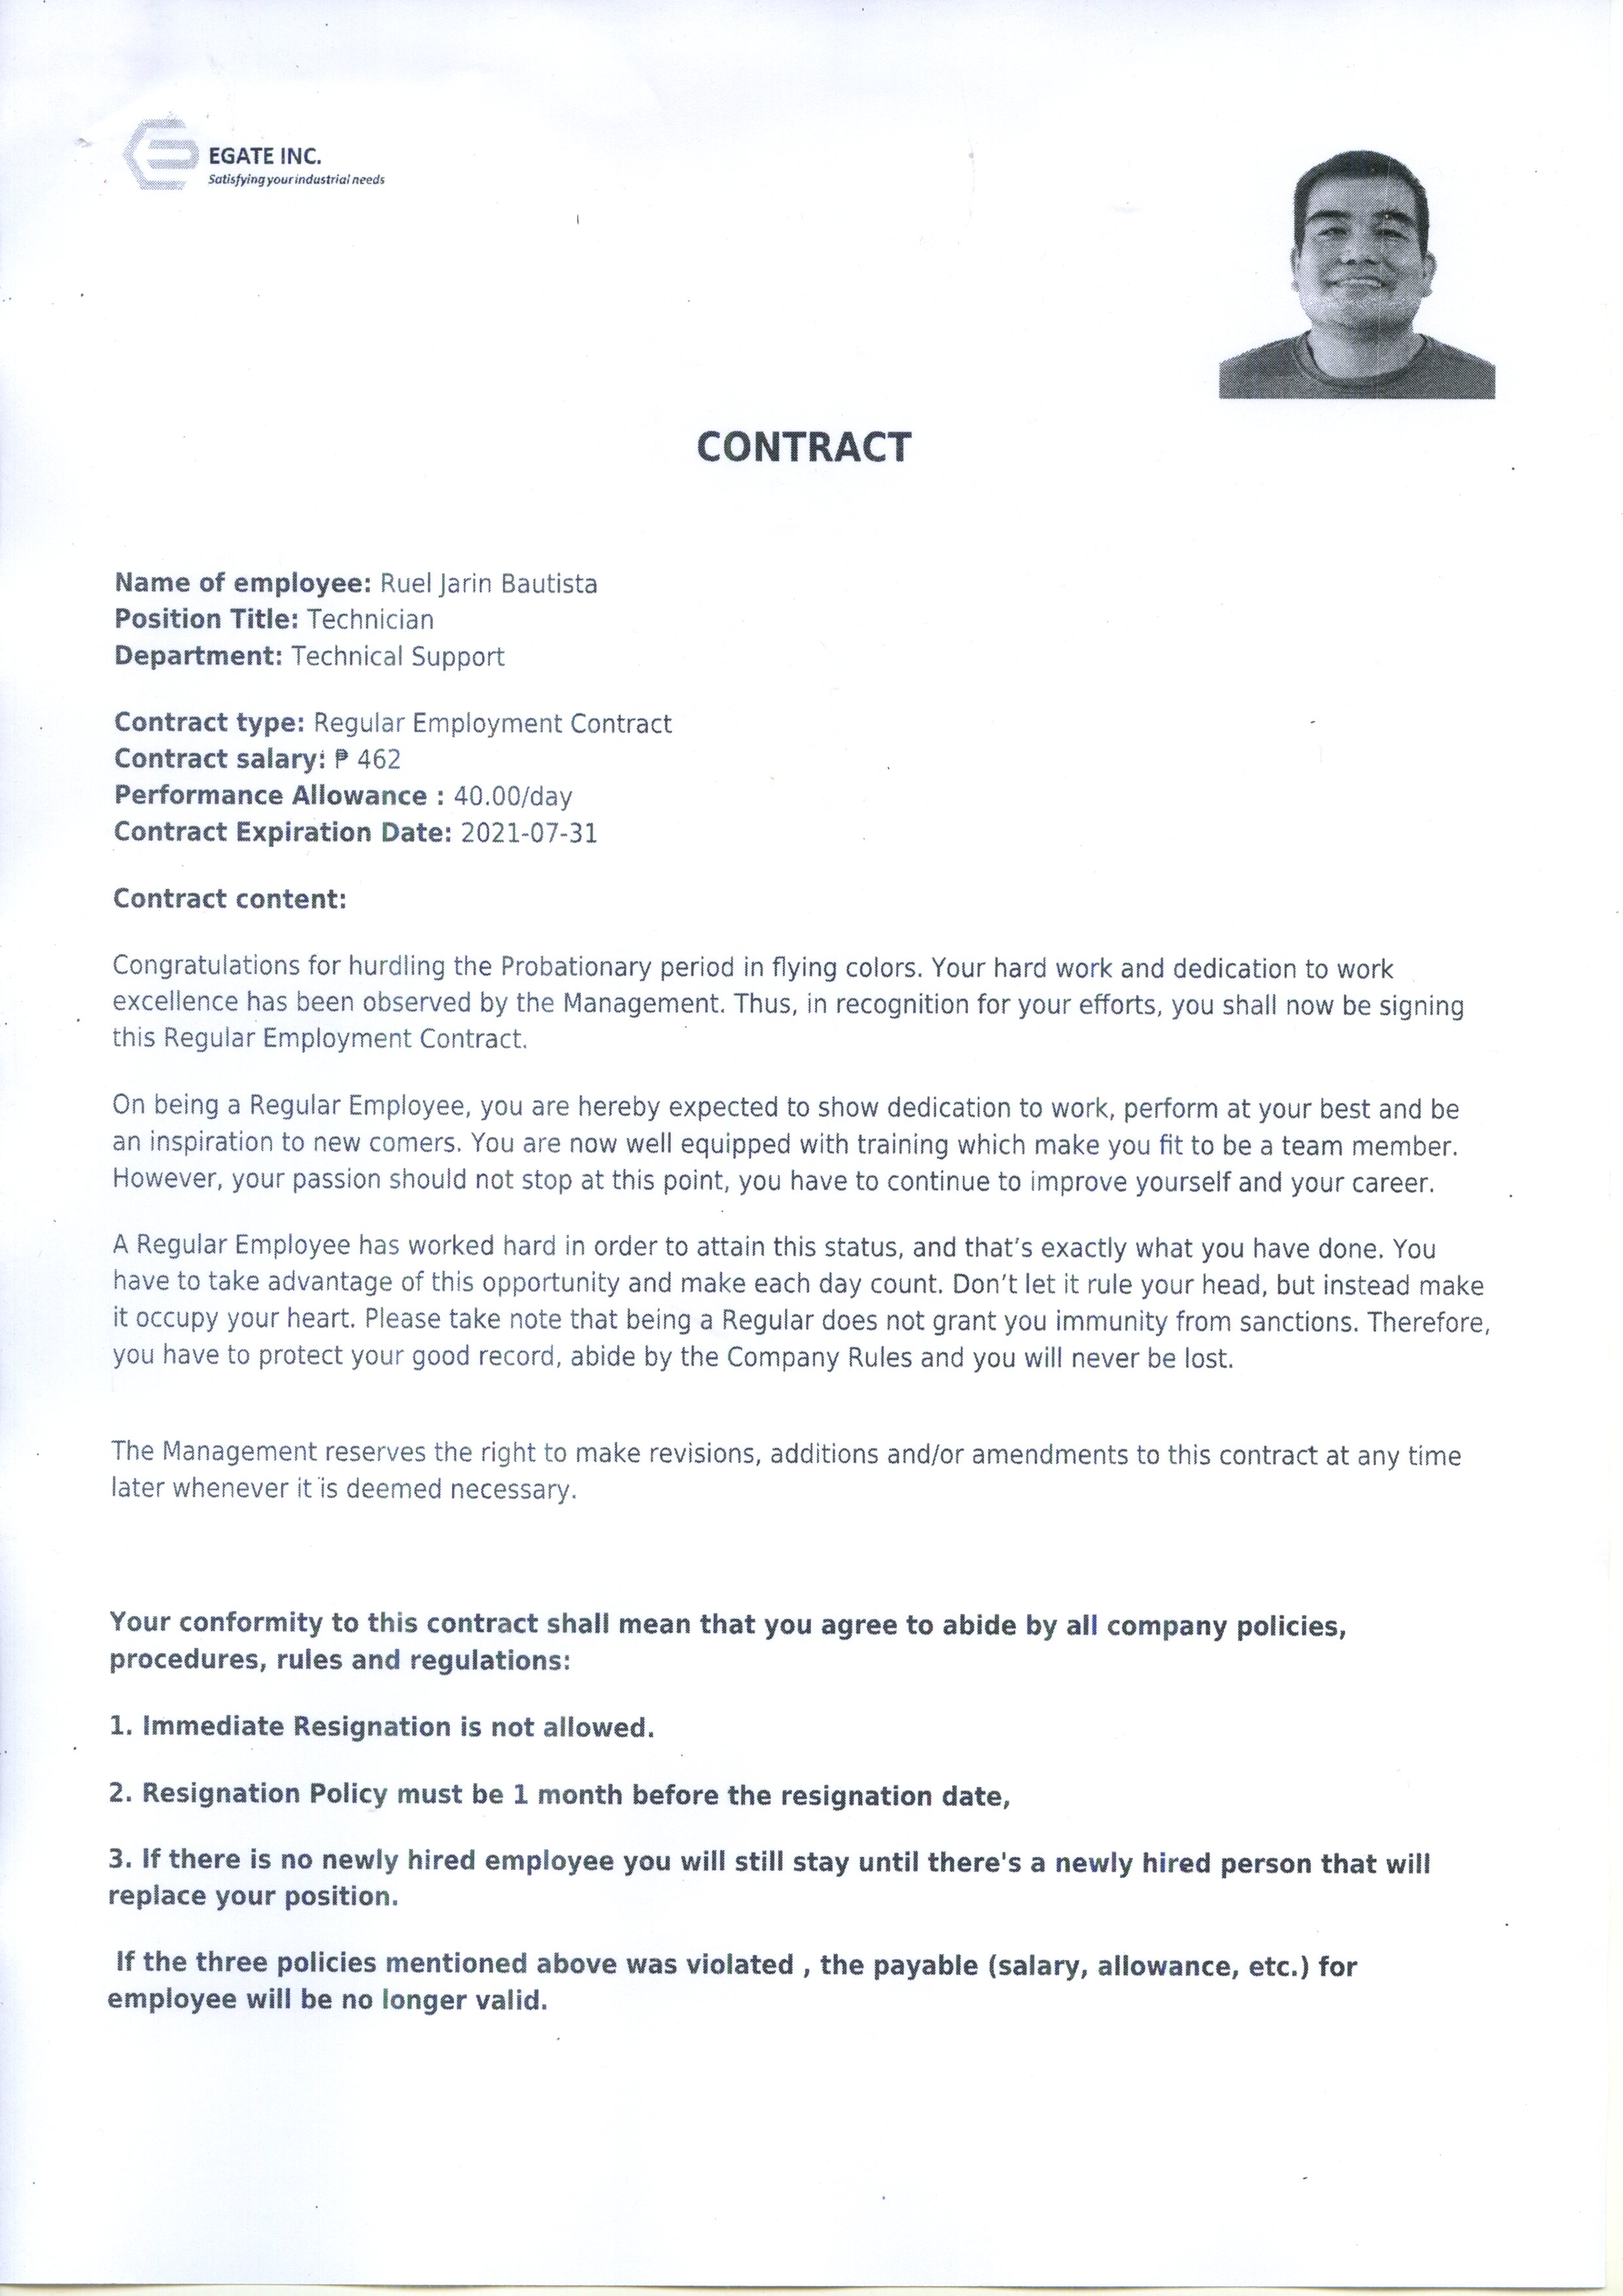 EGATE INC.
Satisfying your industrial needs
CONTRACT
Name of employee: Ruel Jarin Bautista
Position Title: Technician
Department: Technical Support
Contract type: Regular Employment Contract
Contract salary: ₱ 462
Performance Allowance : 40.00/day
Contract Expiration Date: 2021-07-31
Contract content:
Congratulations for hurdling the Probationary period in flying colors. Your hard work and dedication to work
excellence has been observed by the Management. Thus, in recognition for your efforts, you shall now be signing
this Regular Employment Contract.
On being a Regular Employee, you are hereby expected to show dedication to work, perform at your best and be
an inspiration to new comers. You are now well equipped with training which make you fit to be a team member.
However, your passion should not stop at this point, you have to continue to improve yourself and your career.
A Regular Employee has worked hard in order to attain this status, and that’s exactly what you have done. You
have to take advantage of this opportunity and make each day count. Don’t let it rule your head, but instead make
it occupy your heart. Please take note that being a Regular does not grant you immunity from sanctions. Therefore,
you have to protect your good record, abide by the Company Rules and you will never be lost.
The Management reserves the right to make revisions, additions and/or amendments to this contract at any time
later whenever it is deemed necessary.
Your conformity to this contract shall mean that you agree to abide by all company policies,
procedures, rules and regulations:
1. Immediate Resignation is not allowed.
2. Resignation Policy must be 1 month before the resignation date,
3. If there is no newly hired employee you will still stay until there's a newly hired person that will
replace your position.
If the three policies mentioned above was violated , the payable (salary, allowance, etc.) for
employee will be no longer valid.